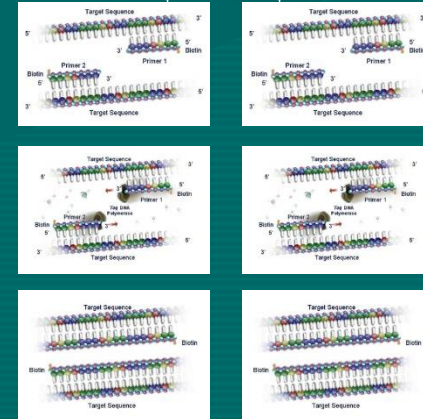 Target Sequence
3'
5'
3'
5'
Biotin
Primer 1
Primer 2
Biotin
5'
3'
5'
3'
Target Sequence
Target Sequence
3'
5'
3'
5'
Biotin
Primer 1
Primer 2
Biotin
5'
3'
3'
Target Sequence
Target Sequence
3'
5'
3'
5'
Biotin
Primer 1
Taq DNA
Polymerase
Primer 2
Biotin
5'
3'
5'
3'
Target Sequence
Target Sequence
5'
3'
5'
Biotin
Primer 1
Taq DNA
Polymerase
Primer 2
Biotin
5'
3'
5'
3'
Target Sequence
Target Sequence
Biotin
Biotin
Target Sequence
Target Sequence
Biotin
Biotin
Target Sequence